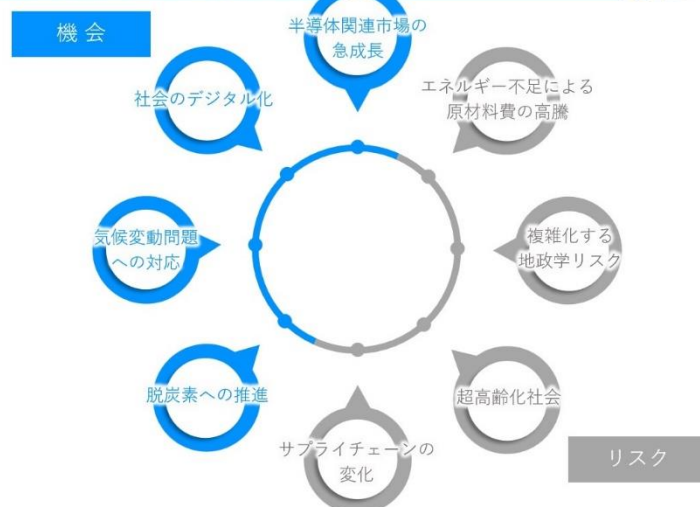 機会
半導体関連市場の
急成長
社会のデジタル化
エネルギー不足による
原材料費の高騰
気候変動問題
への対応
複雑化する
地政学リスク
脱炭素への推進
超高齢化社会
サプライチェーンの
変化
リスク